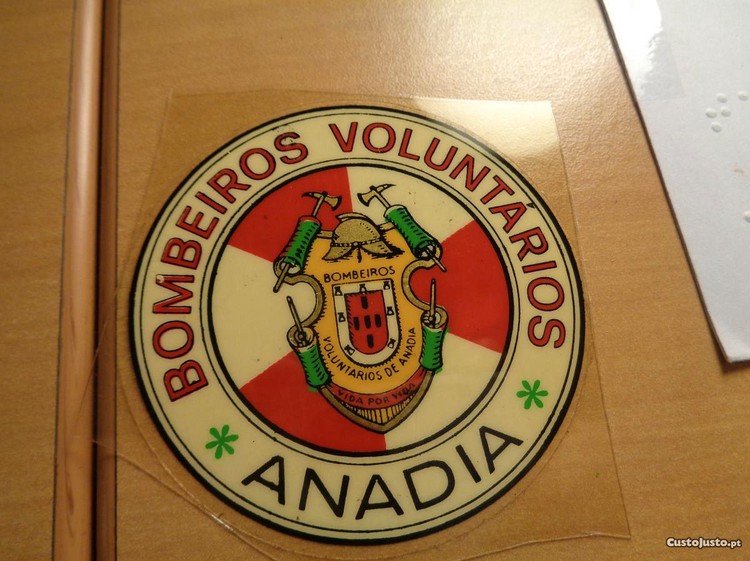 BOMBEIROS VOLUNTÁRIOS
ANADIA
BOMBEIROS
VOLUNTARIOS DE ANADIA
VIDA POR VIDA
CustoJusto.pt